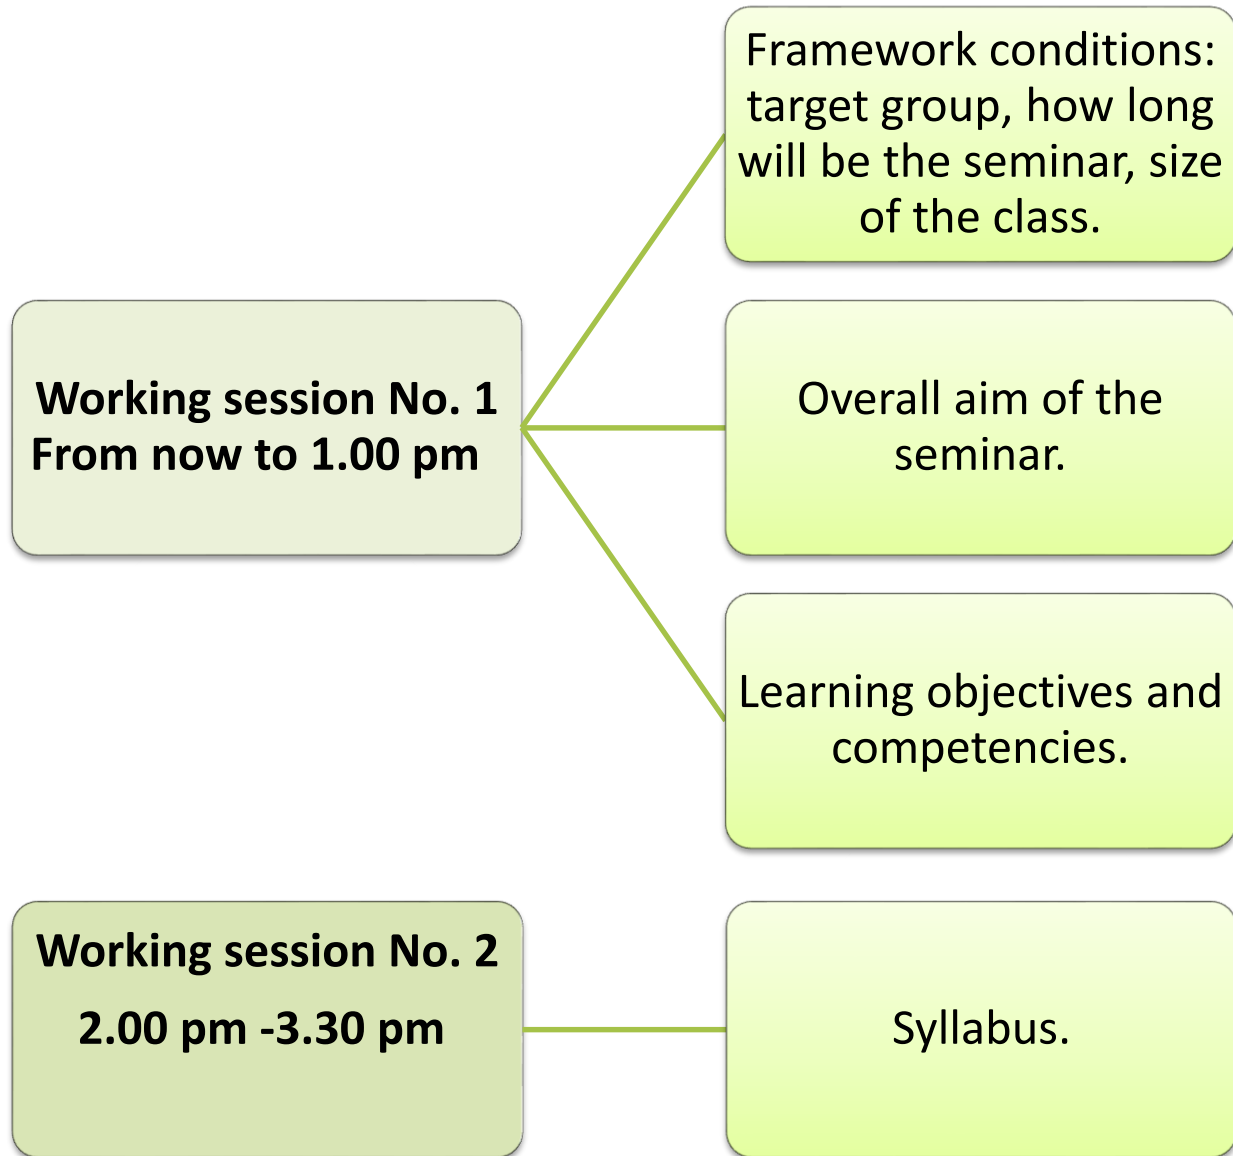 Framework conditions:
target group, how long
will be the seminar, size
of the class.
Working session No. 1
From now to 1.00 pm
Overall aim of the
seminar.
Learning objectives and
competencies.
Working session No. 2
2.00 pm -3.30 pm
Syllabus.